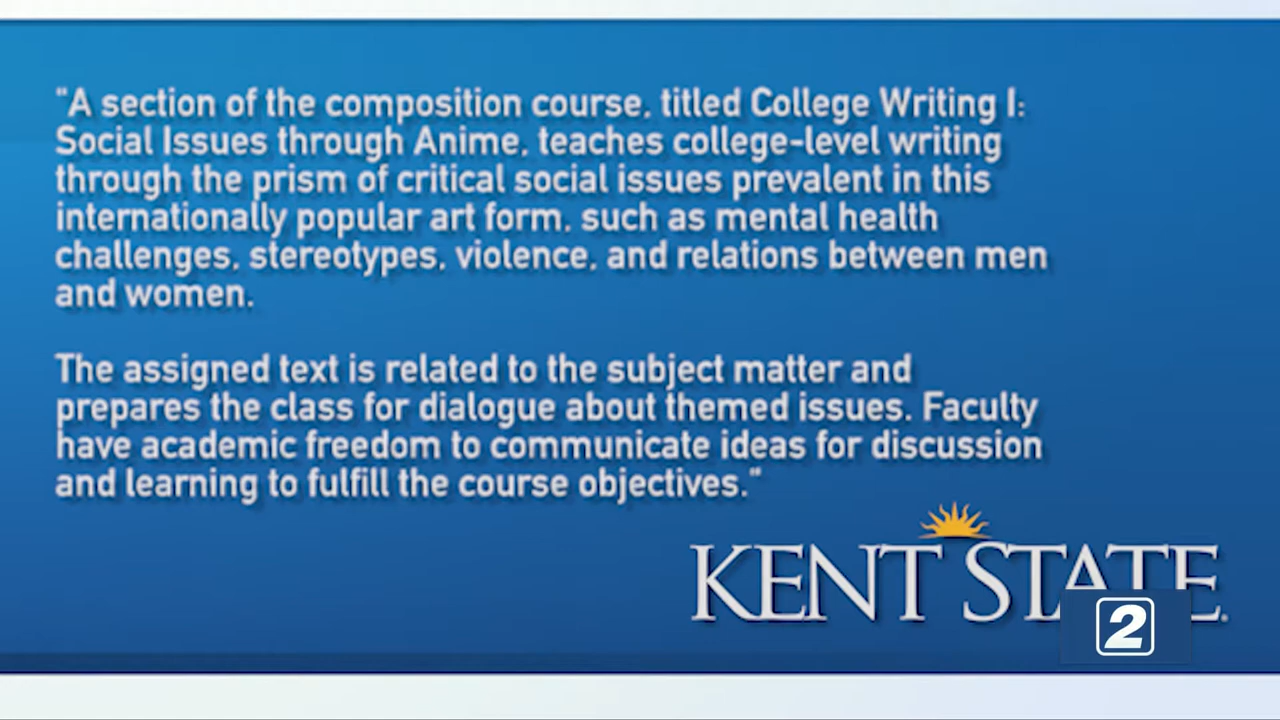 "A section of the composition course, titled College Writing I:
Social Issues through Anime, teaches college-level writing
through the prism of critical social issues prevalent in this
internationally popular art form, such as mental health
challenges, stereotypes, violence, and relations between men
and women.
The assigned text is related to the subject matter and
prepares the class for dialogue about themed issues. Faculty
have academic freedom to communicate ideas for discussion
and learning to fulfill the course objectives."
KENT STATE.
2